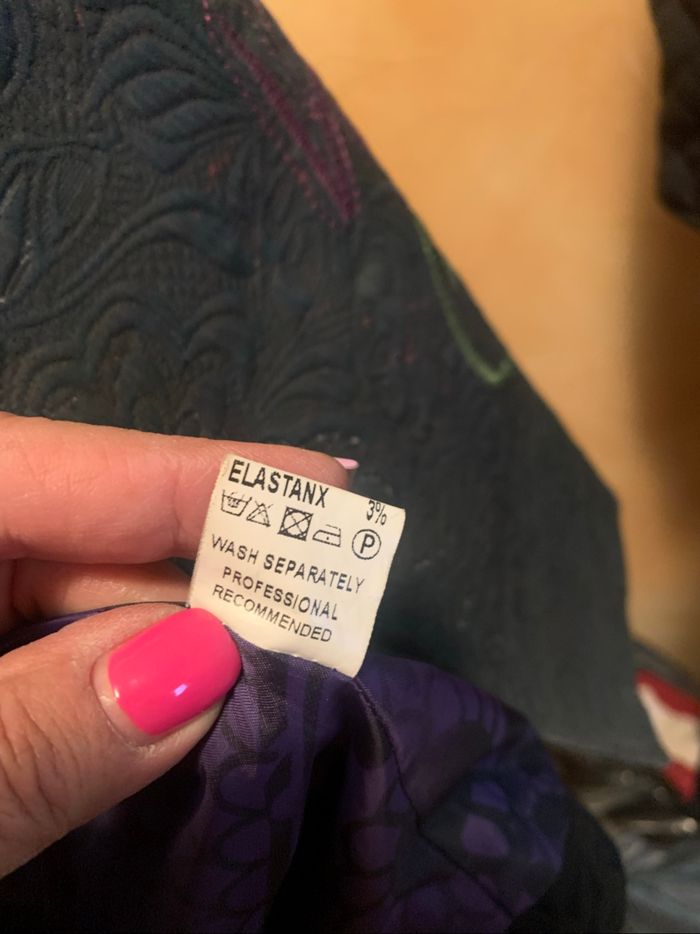 ELASTANX 3%
P
WASH SEPARATELY
PROFESSIONAL
RECOMMENDED